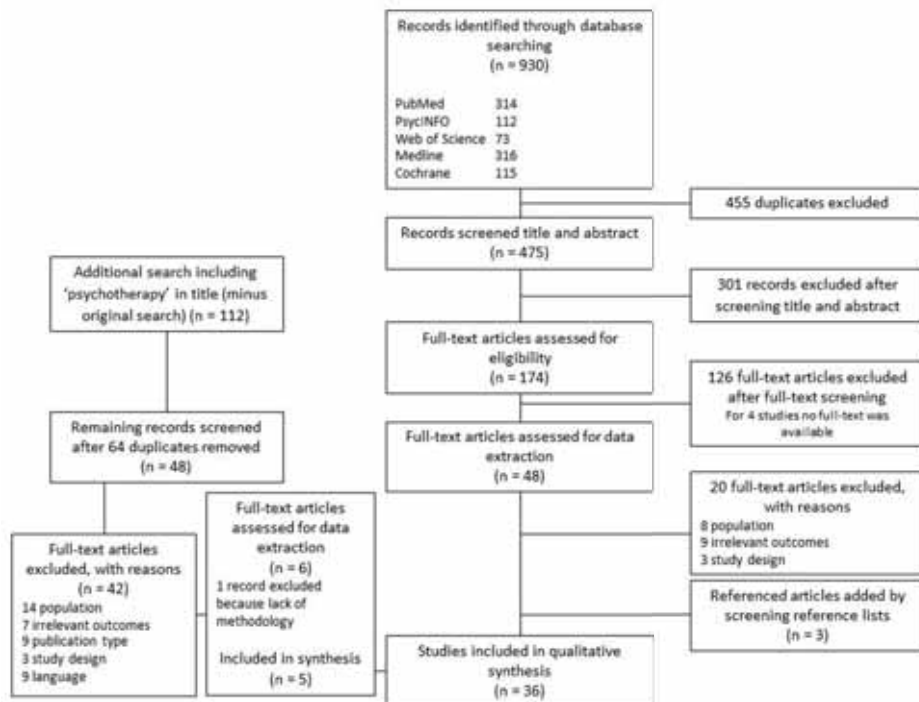 Records identified through database
searching
(n = 930)
PubMed 314
PsycINFO 112
Web of Science 73
Medline 316
Cochrane 115
455 duplicates excluded
Records screened title and abstract
(n = 475)
301 records excluded after
screening title and abstract
Full-text articles assessed for
eligibility
(n = 174)
126 full-text articles excluded
after full-text screening
For 4 studies no full-text was
available
Full-text articles assessed for data
extraction
(n = 48)
20 full-text articles excluded,
with reasons
8 population
9 irrelevant outcomes
3 study design
Referenced articles added by
screening reference lists
(n = 3)
Additional search including
‘psychotherapy’ in title (minus
original search) (n = 112)
Remaining records screened
after 64 duplicates removed
(n = 48)
Full-text articles
excluded, with reasons
(n = 42)
14 population
7 irrelevant outcomes
9 publication type
3 study design
9 language
Full-text articles
assessed for data
extraction
(n = 6)
1 record excluded
because lack of
methodology
Included in synthesis
(n = 5)
Studies included in qualitative
synthesis
(n = 36)